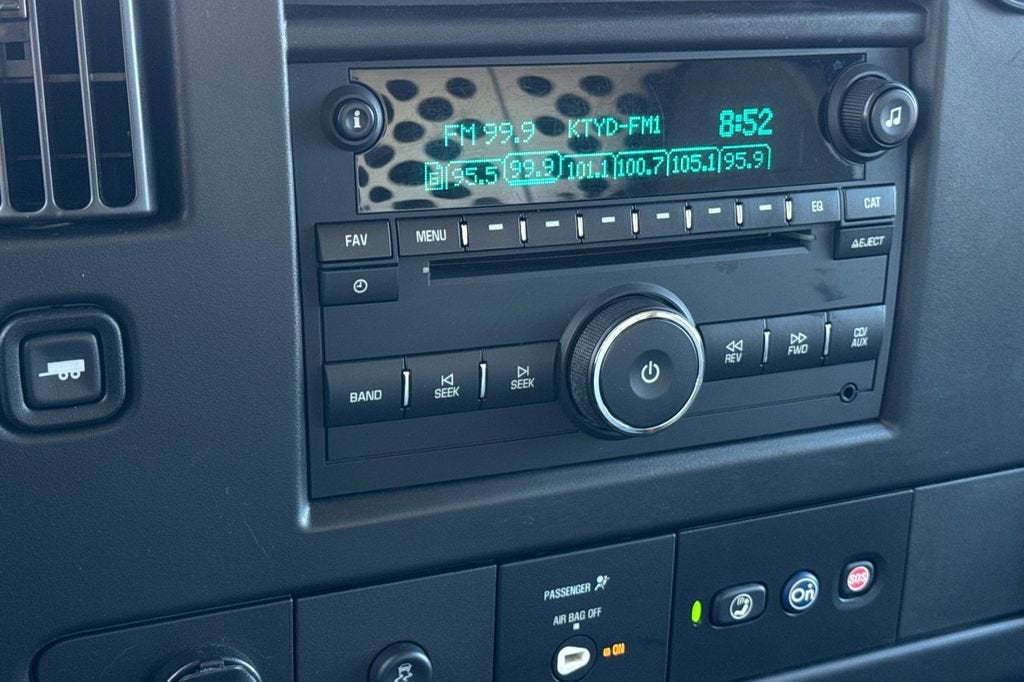 FM 99.9 KTYD-FM1 8:52
95.5 99.9 101.1 100.7 105.1 95.9
FAV MENU EQ CAT
EJECT
BAND SEEK SEEK REV FWD CD/
AUX
PASSENGER
AIR BAG OFF
ON
On
SOS